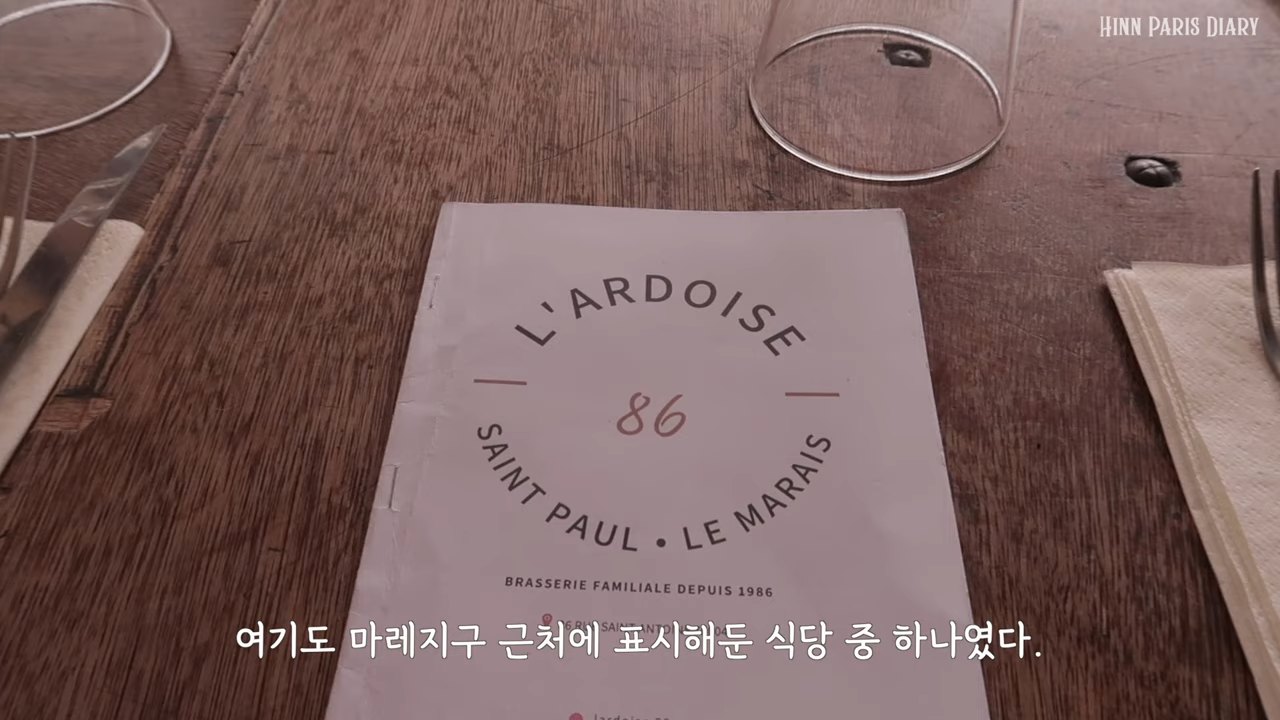 HINN PARIS DIARY
L'ARDOISE
86
SAINT PAUL • LE MARAIS
BRASSERIE FAMILIALE DEPUIS 1986
여기도 마레지구 근처에 표시해둔 식당 중 하나였다.